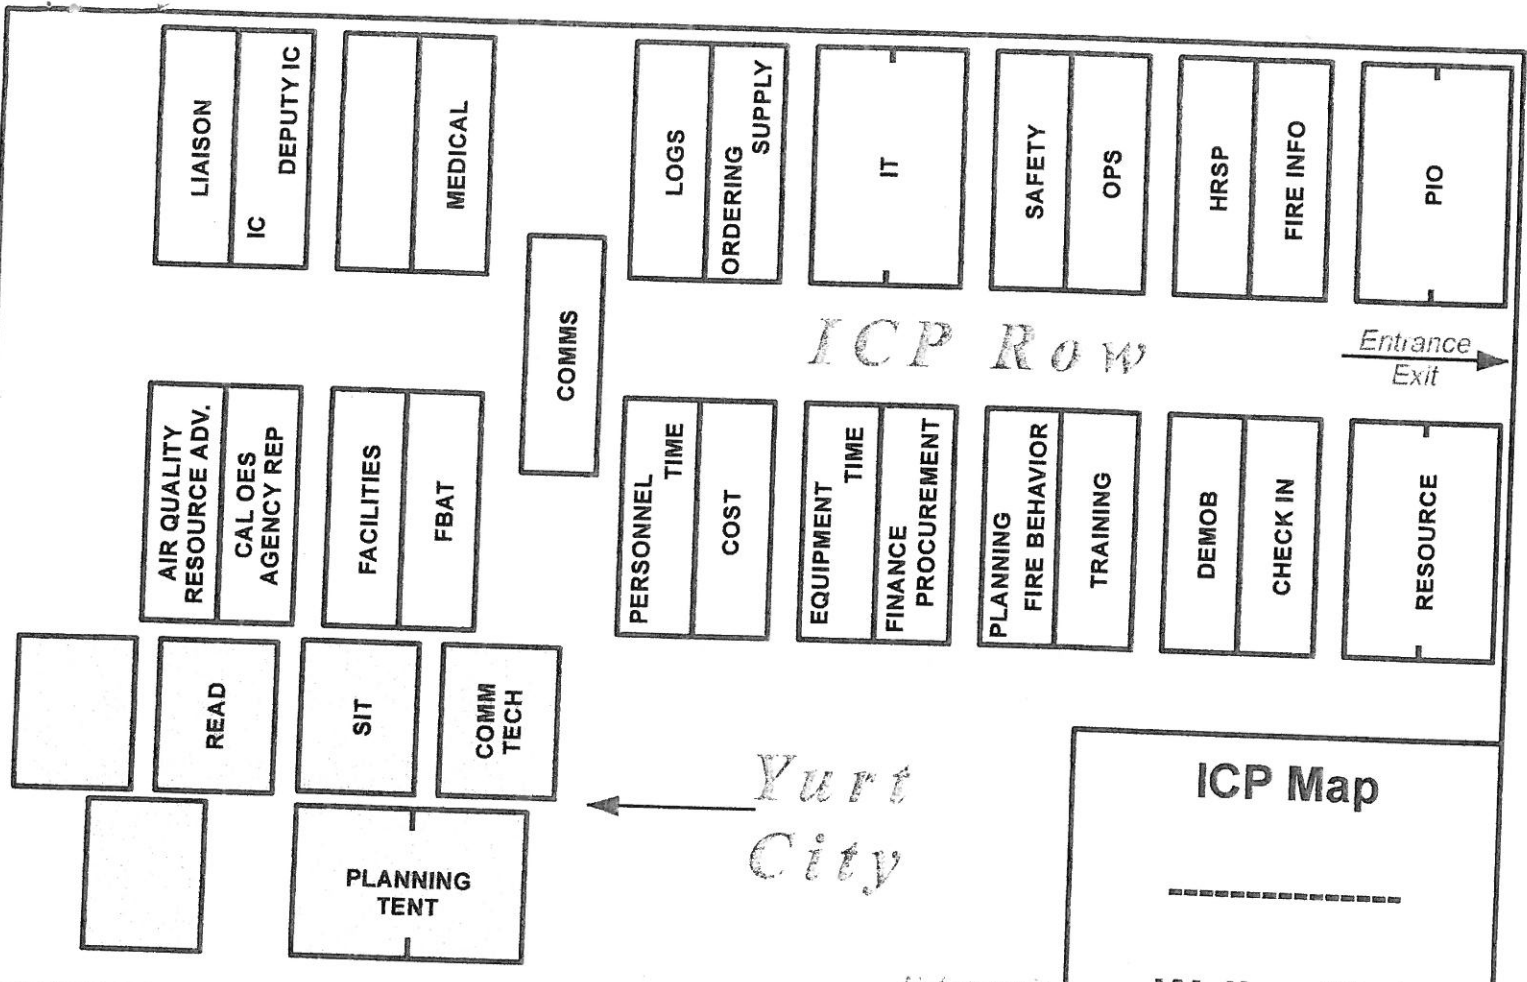 LIAISON
IC
DEPUTY IC
MEDICAL
LOGS
ORDERING
SUPPLY
IT
SAFETY
OPS
HRSP
FIRE INFO
PIO
COMMS
ICP Row
Entrance
Exit
AIR QUALITY
RESOURCE ADV.
CAL OES
AGENCY REP
FACILITIES
FBAT
PERSONNEL
TIME
COST
EQUIPMENT
TIME
FINANCE
PROCUREMENT
PLANNING
FIRE BEHAVIOR
TRAINING
DEMOB
CHECK IN
RESOURCE
READ
SIT
COMM
TECH
Yurt
City
PLANNING
TENT
ICP Map